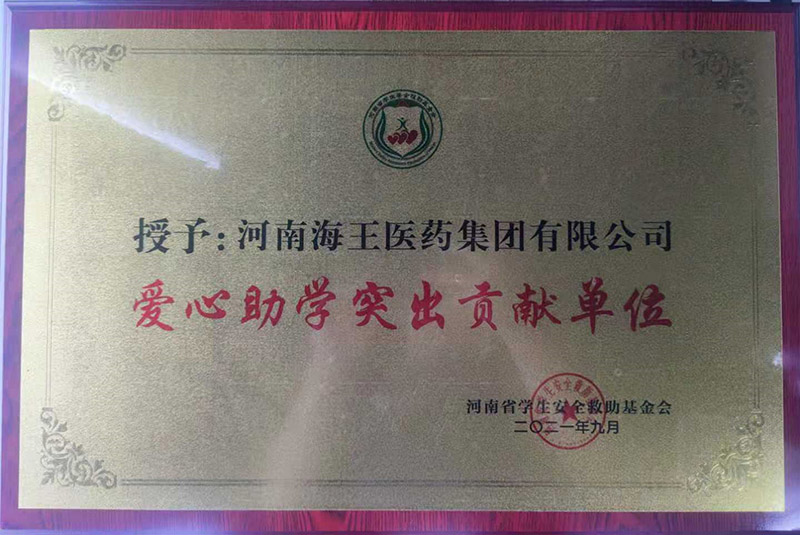 授予：河南海王医药集团有限公司
爱心助学突出贡献单位
河南省学生安全救助基金会
二〇二一年九月